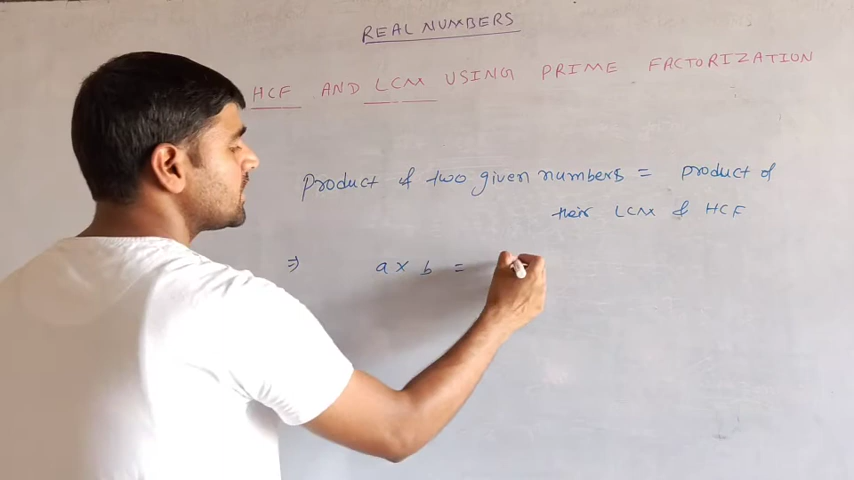 REAL NUMBERS
HCF AND LCM USING PRIME FACTORIZATION
Product of two given numbers = product of
their LCM & HCF
⇒ a × b =